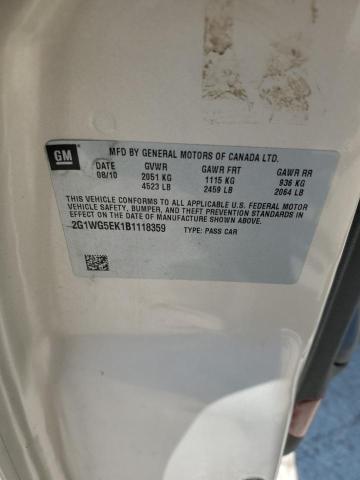 GM
MFD BY GENERAL MOTORS OF CANADA LTD.
DATE GVWR GAWR FRT GAWR RR
08/10 2051 KG 1115 KG 936 KG
4523 LB 2459 LB 2064 LB
THIS VEHICLE CONFORMS TO ALL APPLICABLE U.S. FEDERAL MOTOR
VEHICLE SAFETY, BUMPER, AND THEFT PREVENTION STANDARDS IN
EFFECT ON THE DATE OF MANUFACTURE SHOWN ABOVE.
2G1WG5EK1B1118359 TYPE: PASS CAR